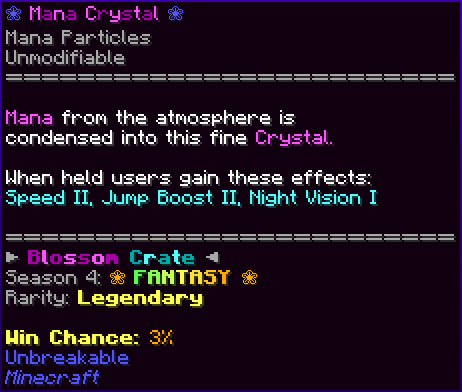 ❀ Mana Crystal ❀
Mana Particles
Unmodifiable
============================
Mana from the atmosphere is
condensed into this fine Crystal.
When held users gain these effects:
Speed II, Jump Boost II, Night Vision I
============================
► Blossom Crate ◄
Season 4: ❀ FANTASY ❀
Rarity: Legendary
Win Chance: 3%
Unbreakable
Minecraft